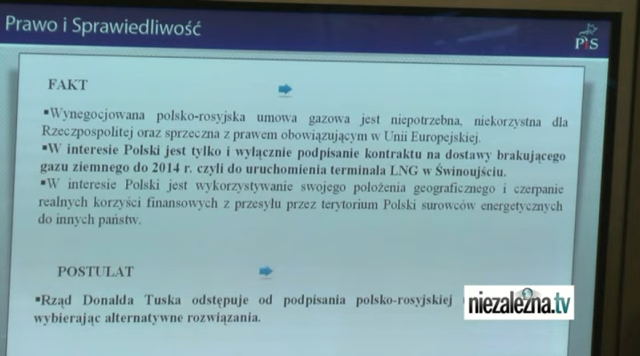 Prawo i Sprawiedliwość
PiS
FAKT
▪Wynegocjowana polsko-rosyjska umowa gazowa jest niepotrzebna, niekorzystna dla
Rzeczpospolitej oraz sprzeczna z prawem obowiązującym w Unii Europejskiej.
▪W interesie Polski jest tylko i wyłącznie podpisanie kontraktu na dostawy brakującego
gazu ziemnego do 2014 r. czyli do uruchomienia terminala LNG w Świnoujściu.
▪W interesie Polski jest wykorzystywanie swojego położenia geograficznego i czerpanie
realnych korzyści finansowych z przesyłu przez terytorium Polski surowców energetycznych
do innych państw.
POSTULAT
▪Rząd Donalda Tuska odstępuje od podpisania polsko-rosyjskiej
wybierając alternatywne rozwiązania.
niezależna.tv